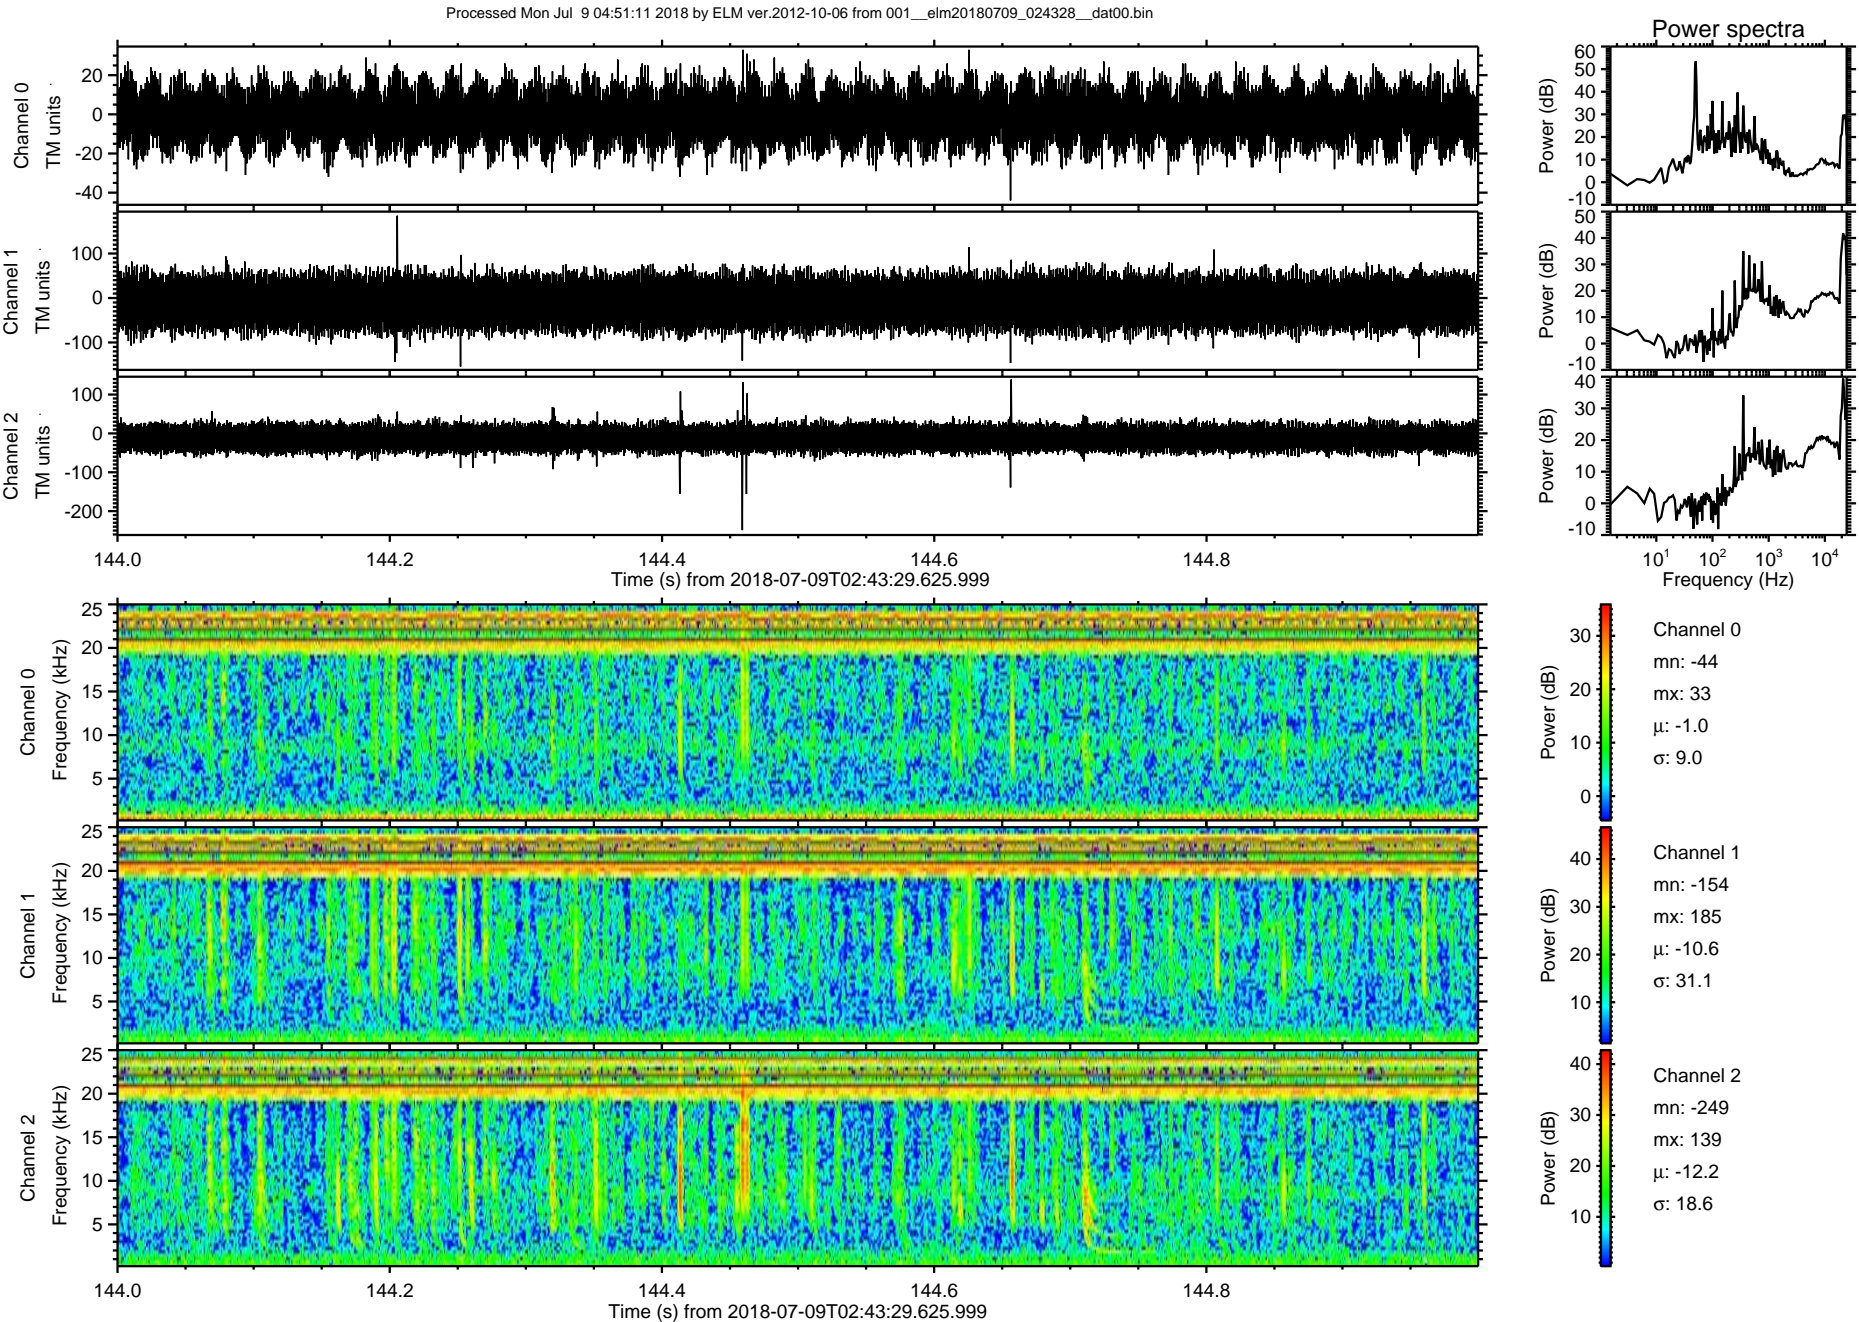 Processed Mon Jul  9 04:51:11 2018 by ELM ver.2012-10-06 from 001__elm20180709_024328__dat00.bin
Power spectra
Channel 0
TM units
20
0
-20
-40
Power (dB)
60
50
40
30
20
10
0
-10
Channel 1
TM units
100
0
-100
Power (dB)
50
40
30
20
10
0
-10
Channel 2
TM units
100
0
-100
-200
Power (dB)
40
30
20
10
0
-10
144.0 144.2 144.4 144.6 144.8
Time (s) from 2018-07-09T02:43:29.625.999
10¹ 10² 10³ 10⁴
Frequency (Hz)
Channel 0
Frequency (kHz)
25
20
15
10
5
Power (dB)
30
20
10
0
Channel 0
mn: -44
mx: 33
μ: -1.0
σ: 9.0
Channel 1
Frequency (kHz)
25
20
15
10
5
Power (dB)
40
30
20
10
Channel 1
mn: -154
mx: 185
μ: -10.6
σ: 31.1
Channel 2
Frequency (kHz)
25
20
15
10
5
Power (dB)
40
30
20
10
Channel 2
mn: -249
mx: 139
μ: -12.2
σ: 18.6
144.0 144.2 144.4 144.6 144.8
Time (s) from 2018-07-09T02:43:29.625.999